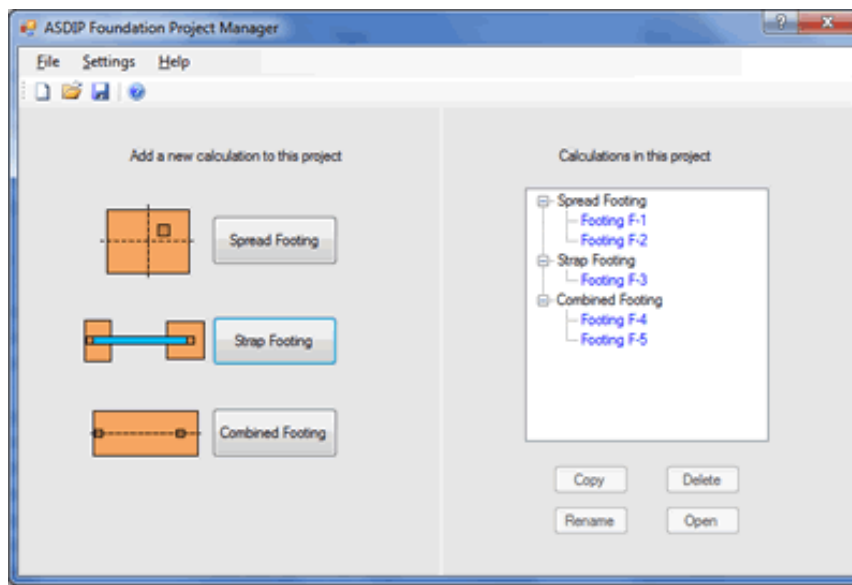 ASDIP Foundation Project Manager
File Settings Help
Add a new calculation to this project
Spread Footing
Strap Footing
Combined Footing
Calculations in this project
Spread Footing
Footing F-1
Footing F-2
Strap Footing
Footing F-3
Combined Footing
Footing F-4
Footing F-5
Copy Delete
Rename Open